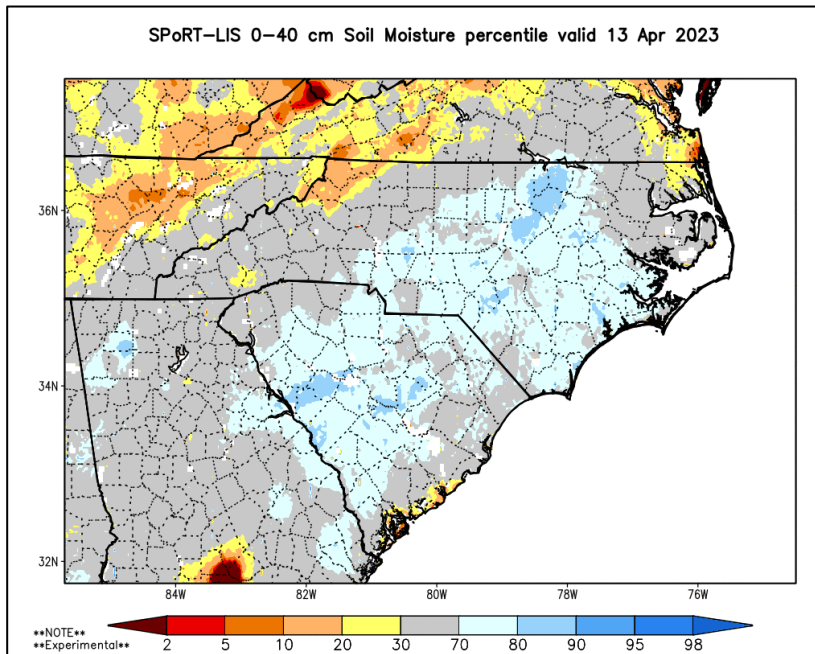 SPoRT-LIS 0-40 cm Soil Moisture percentile valid 13 Apr 2023
36N
34N
32N
84W 82W 80W 78W 76W
**NOTE**
**Experimental**
2 5 10 20 30 70 80 90 95 98